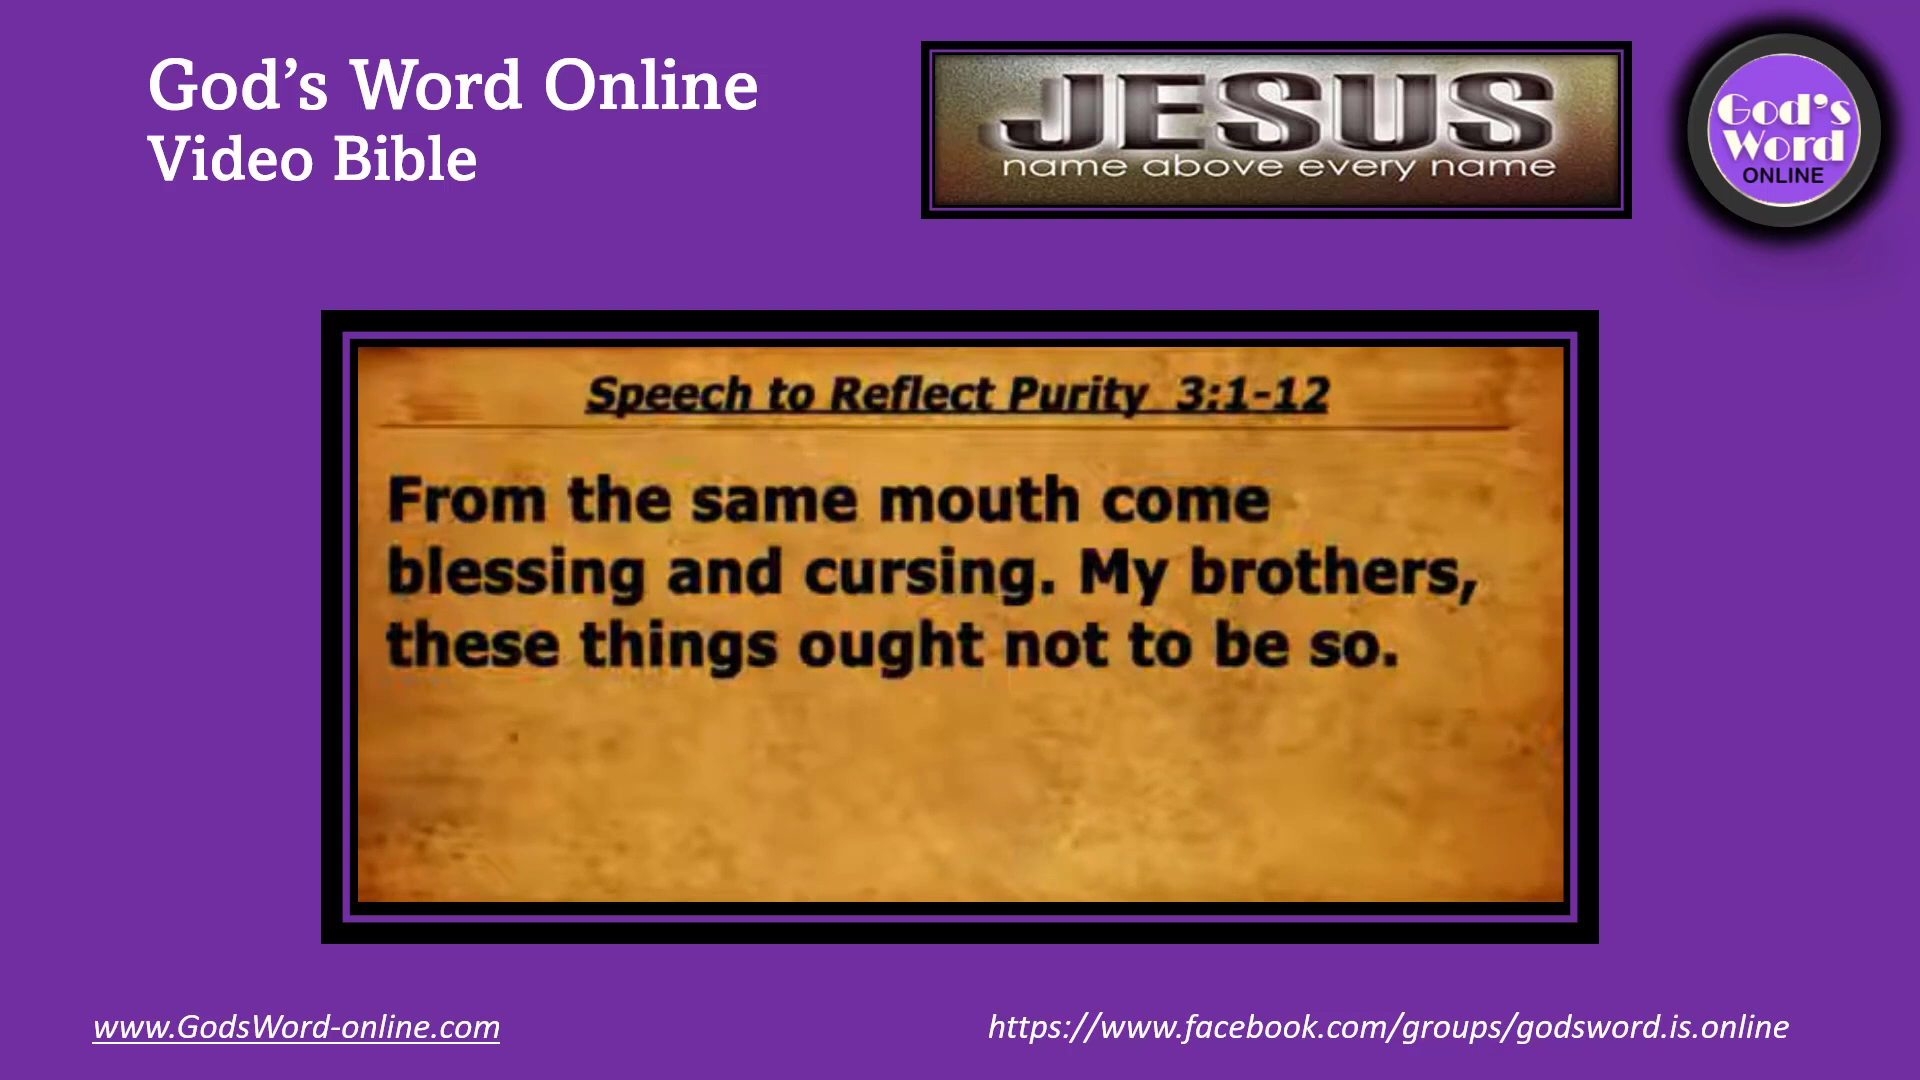 God’s Word Online
Video Bible
JESUS
name above every name
God's
Word
ONLINE
Speech to Reflect Purity 3:1-12
From the same mouth come
blessing and cursing. My brothers,
these things ought not to be so.
www.GodsWord-online.com
https://www.facebook.com/groups/godsword.is.online